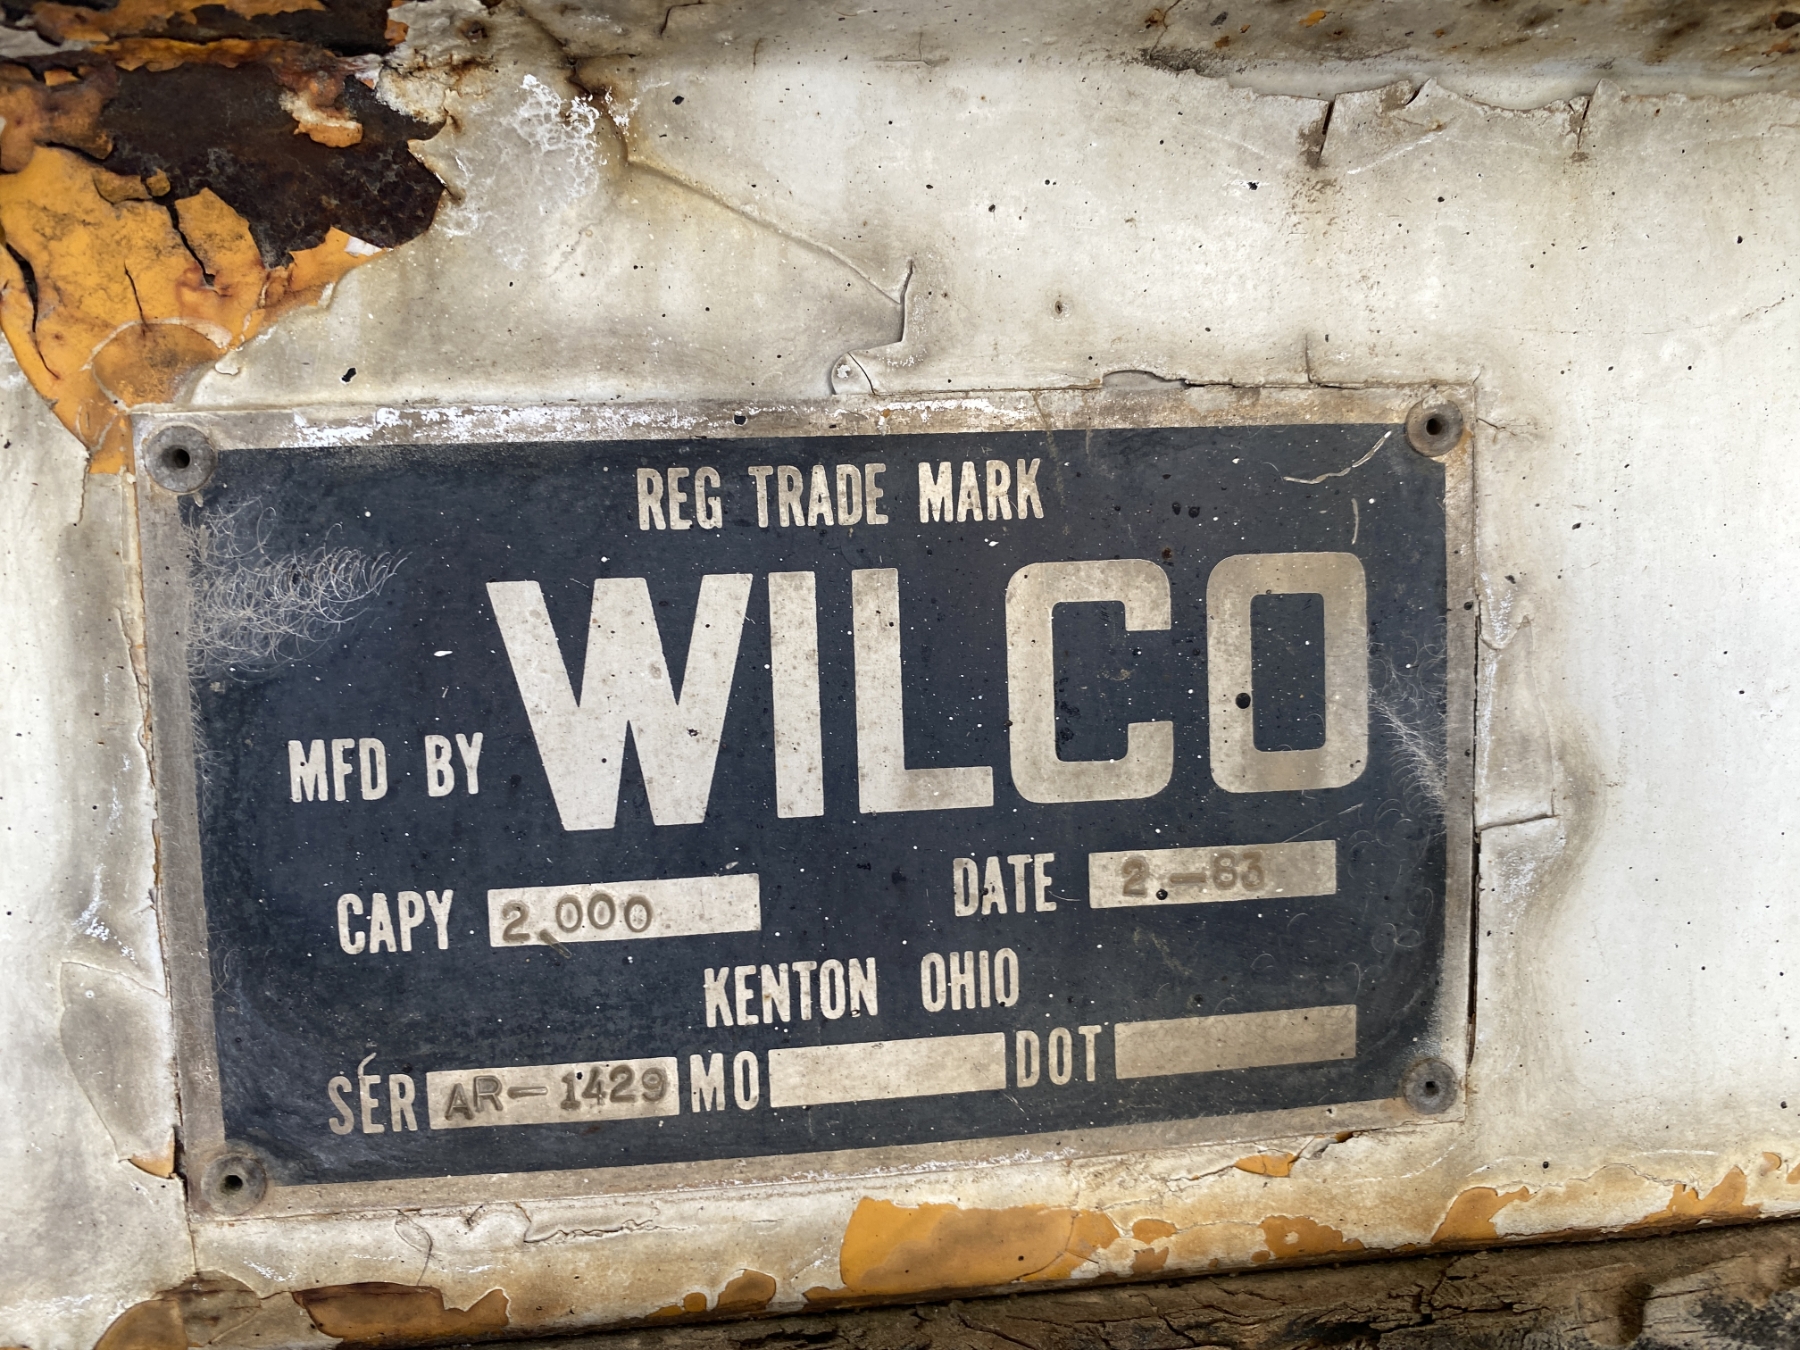 REG TRADE MARK
MFD BY WILCO
CAPY 2,000 DATE 2-63
KENTON OHIO
SER AR-1429 MO DOT